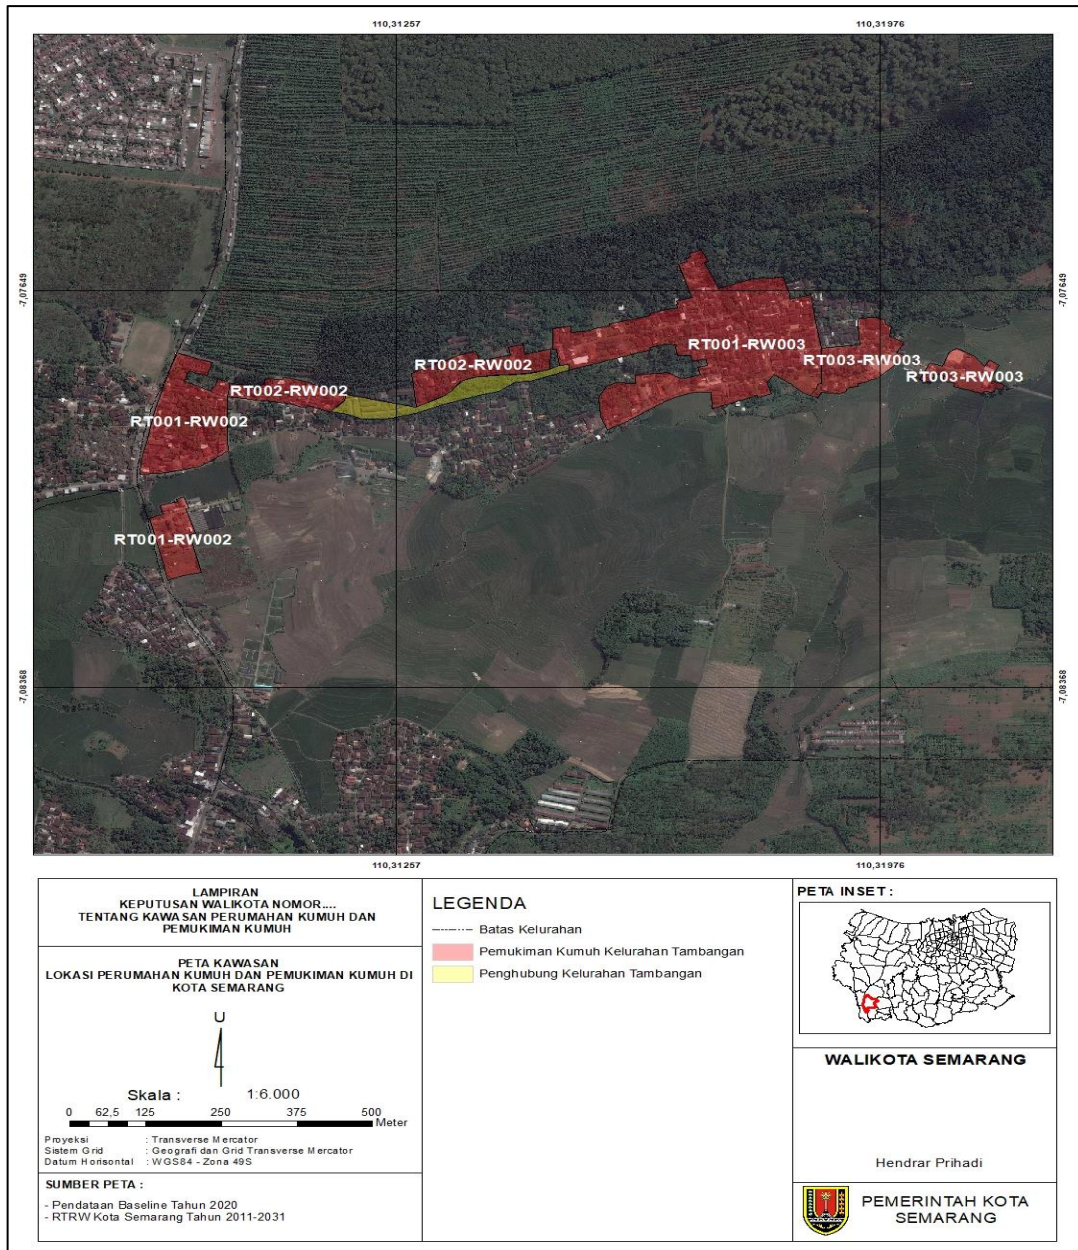 110,31257
110,31976
-7,07649
-7,07649
RT002-RW002
RT001-RW003
RT003-RW003
RT003-RW003
RT002-RW002
RT001-RW002
RT001-RW002
-7,08368
-7,08368
110,31257
110,31976
LAMPIRAN
KEPUTUSAN WALIKOTA NOMOR....
TENTANG KAWASAN PERUMAHAN KUMUH DAN
PEMUKIMAN KUMUH
PETA KAWASAN
LOKASI PERUMAHAN KUMUH DAN PEMUKIMAN KUMUH DI
KOTA SEMARANG
U
Skala : 1:6.000
0 62,5 125 250 375 500
Meter
Proyeksi : Transverse Mercator
Sistem Grid : Geografi dan Grid Transverse Mercator
Datum Horisontal : WGS84 - Zona 49S
SUMBER PETA :
- Pendataan Baseline Tahun 2020
- RTRW Kota Semarang Tahun 2011-2031
LEGENDA
Batas Kelurahan
Pemukiman Kumuh Kelurahan Tambangan
Penghubung Kelurahan Tambangan
PETA INSET :
WALIKOTA SEMARANG
Hendrar Prihadi
PEMERINTAH KOTA
SEMARANG